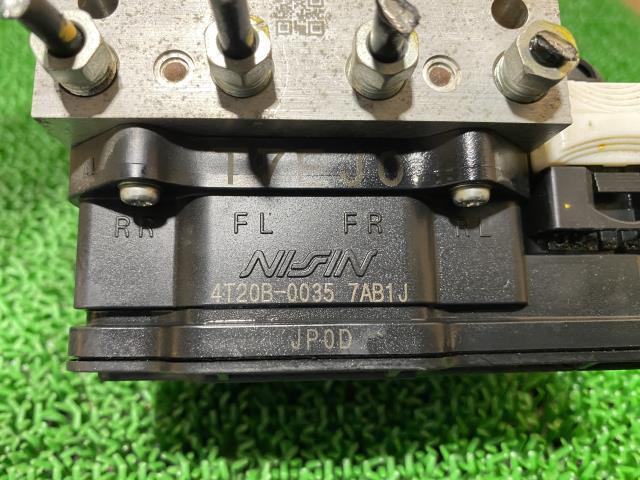 RR FL FR RL
NISSIN
4T20B-0035 7AB1J
JP0D